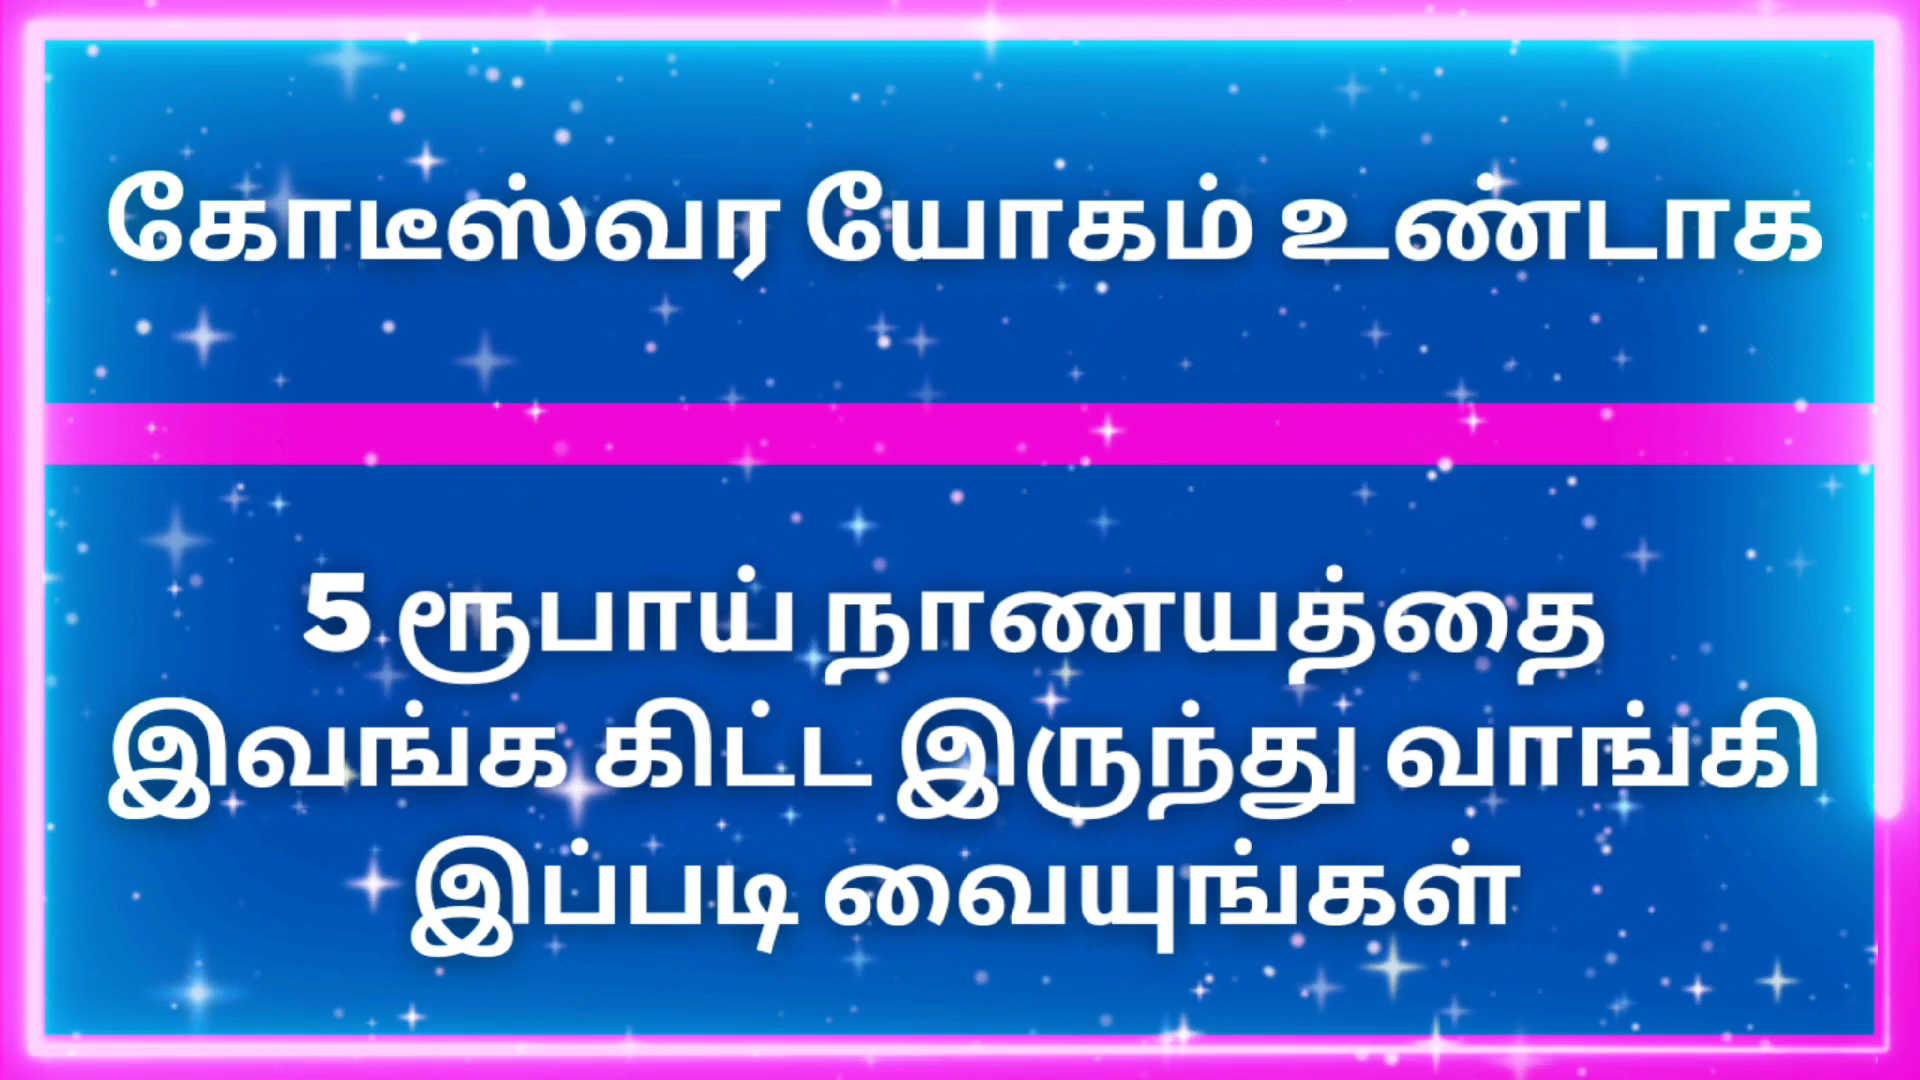 கோடீஸ்வர யோகம் உண்டாக
5 ரூபாய் நாணயத்தை
இவங்க கிட்ட இருந்து வாங்கி
இப்படி வையுங்கள்